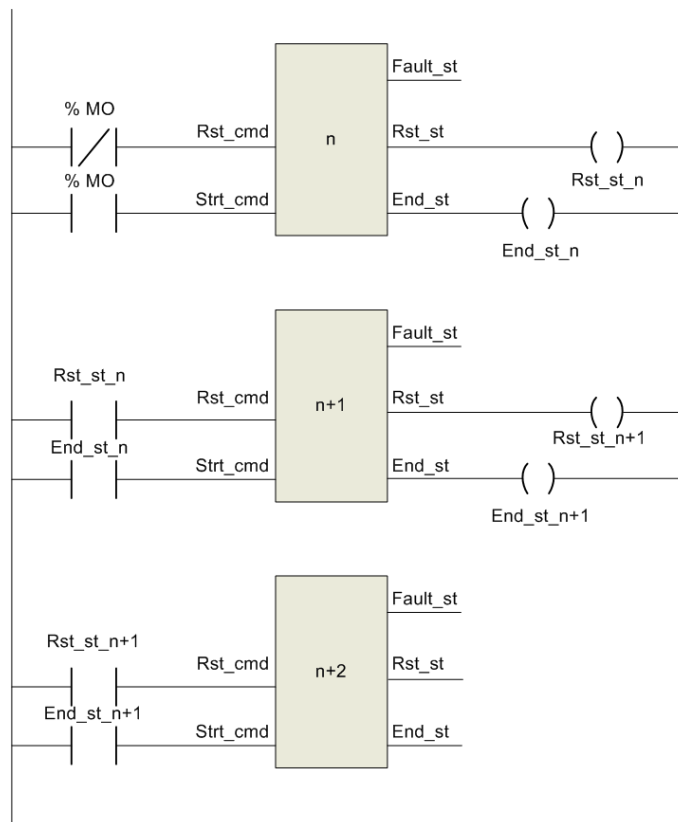 Fault_st
% MO
Rst_cmd
n
Rst_st
Rst_st_n
% MO
Strt_cmd
End_st
End_st_n
Fault_st
Rst_st_n
Rst_cmd
n+1
Rst_st
Rst_st_n+1
End_st_n
Strt_cmd
End_st
End_st_n+1
Fault_st
Rst_st_n+1
Rst_cmd
n+2
Rst_st
End_st_n+1
Strt_cmd
End_st